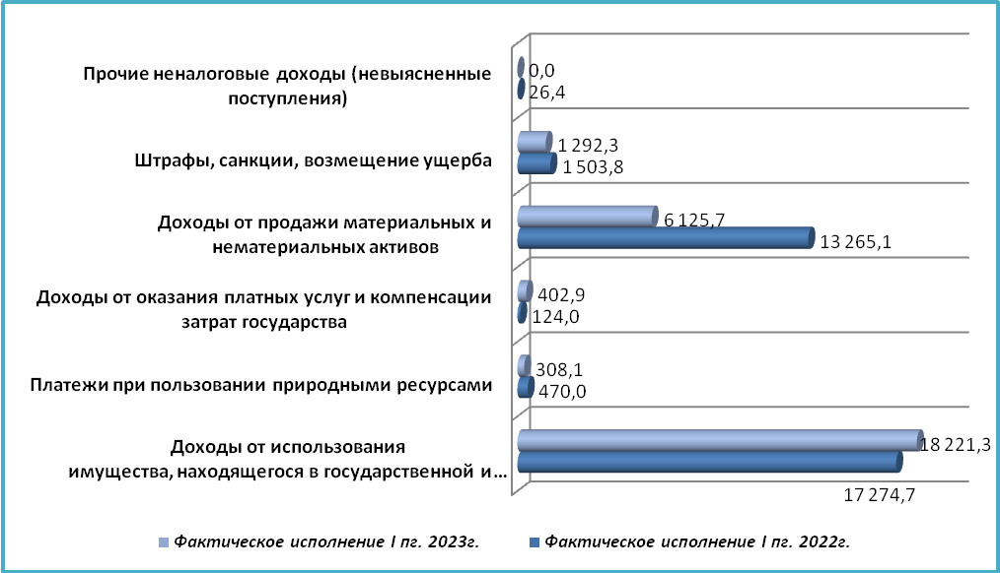 Прочие неналоговые доходы (невыясненные
поступления)
0,0
26,4
Штрафы, санкции, возмещение ущерба
1 292,3
1 503,8
Доходы от продажи материальных и
нематериальных активов
6 125,7
13 265,1
Доходы от оказания платных услуг и компенсации
затрат государства
402,9
124,0
Платежи при пользовании природными ресурсами
308,1
470,0
Доходы от использования
имущества, находящегося в государственной и...
18 221,3
17 274,7
Фактическое исполнение I пг. 2023г.
Фактическое исполнение I пг. 2022г.